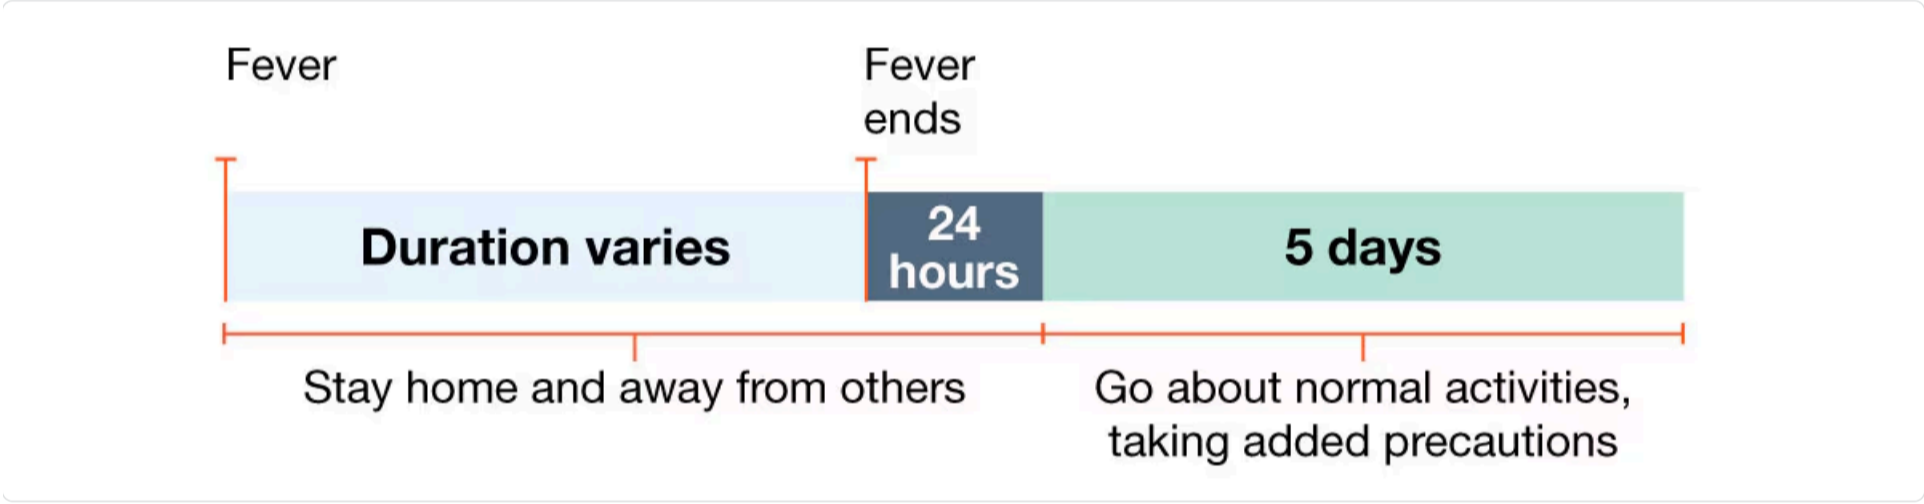 Fever
Fever
ends
Duration varies
24
hours
5 days
Stay home and away from others
Go about normal activities,
taking added precautions